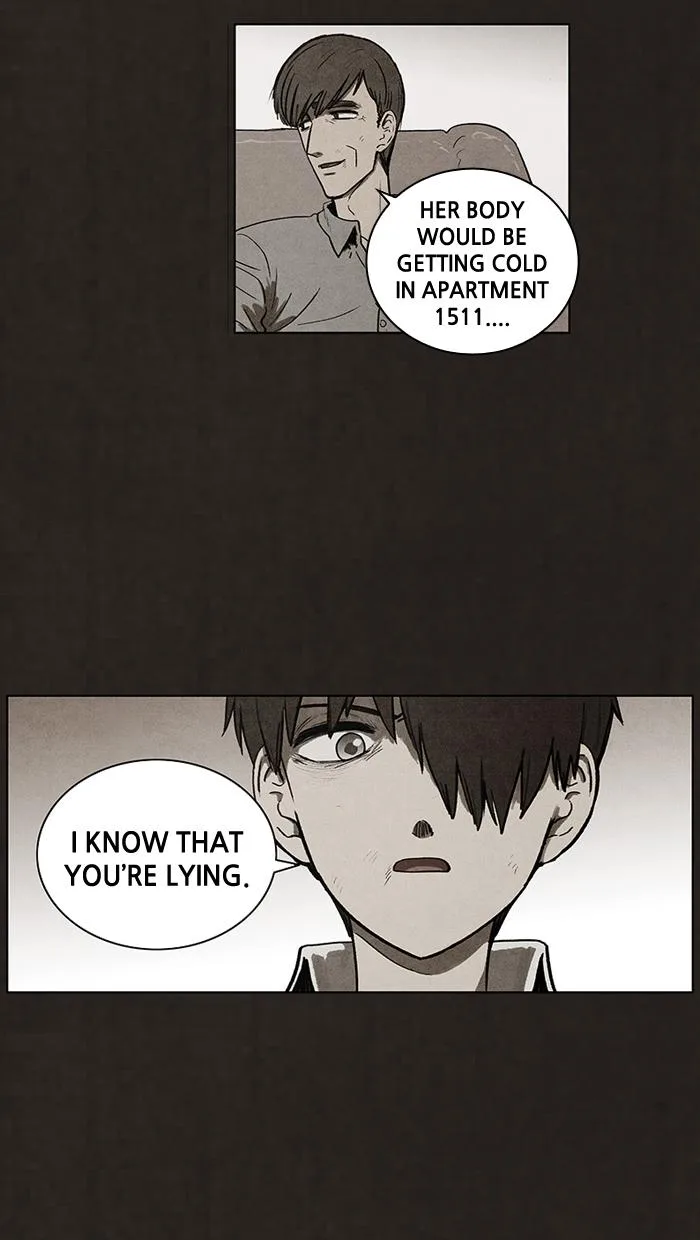 HER BODY
WOULD BE
GETTING COLD
IN APARTMENT
1511....
I KNOW THAT
YOU'RE LYING.